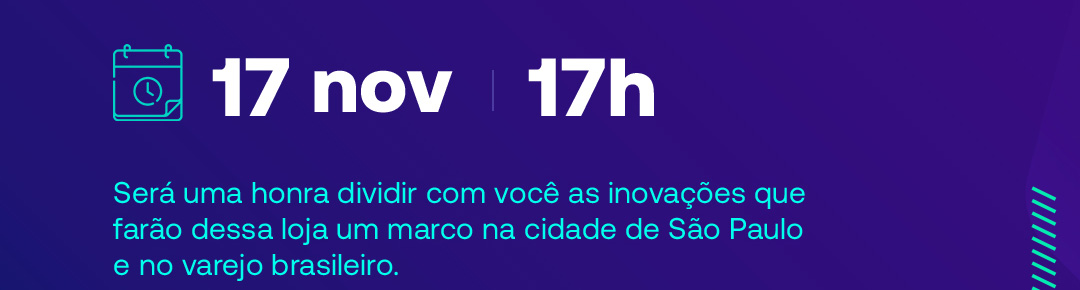 17 nov | 17h
Será uma honra dividir com você as inovações que
farão dessa loja um marco na cidade de São Paulo
e no varejo brasileiro.